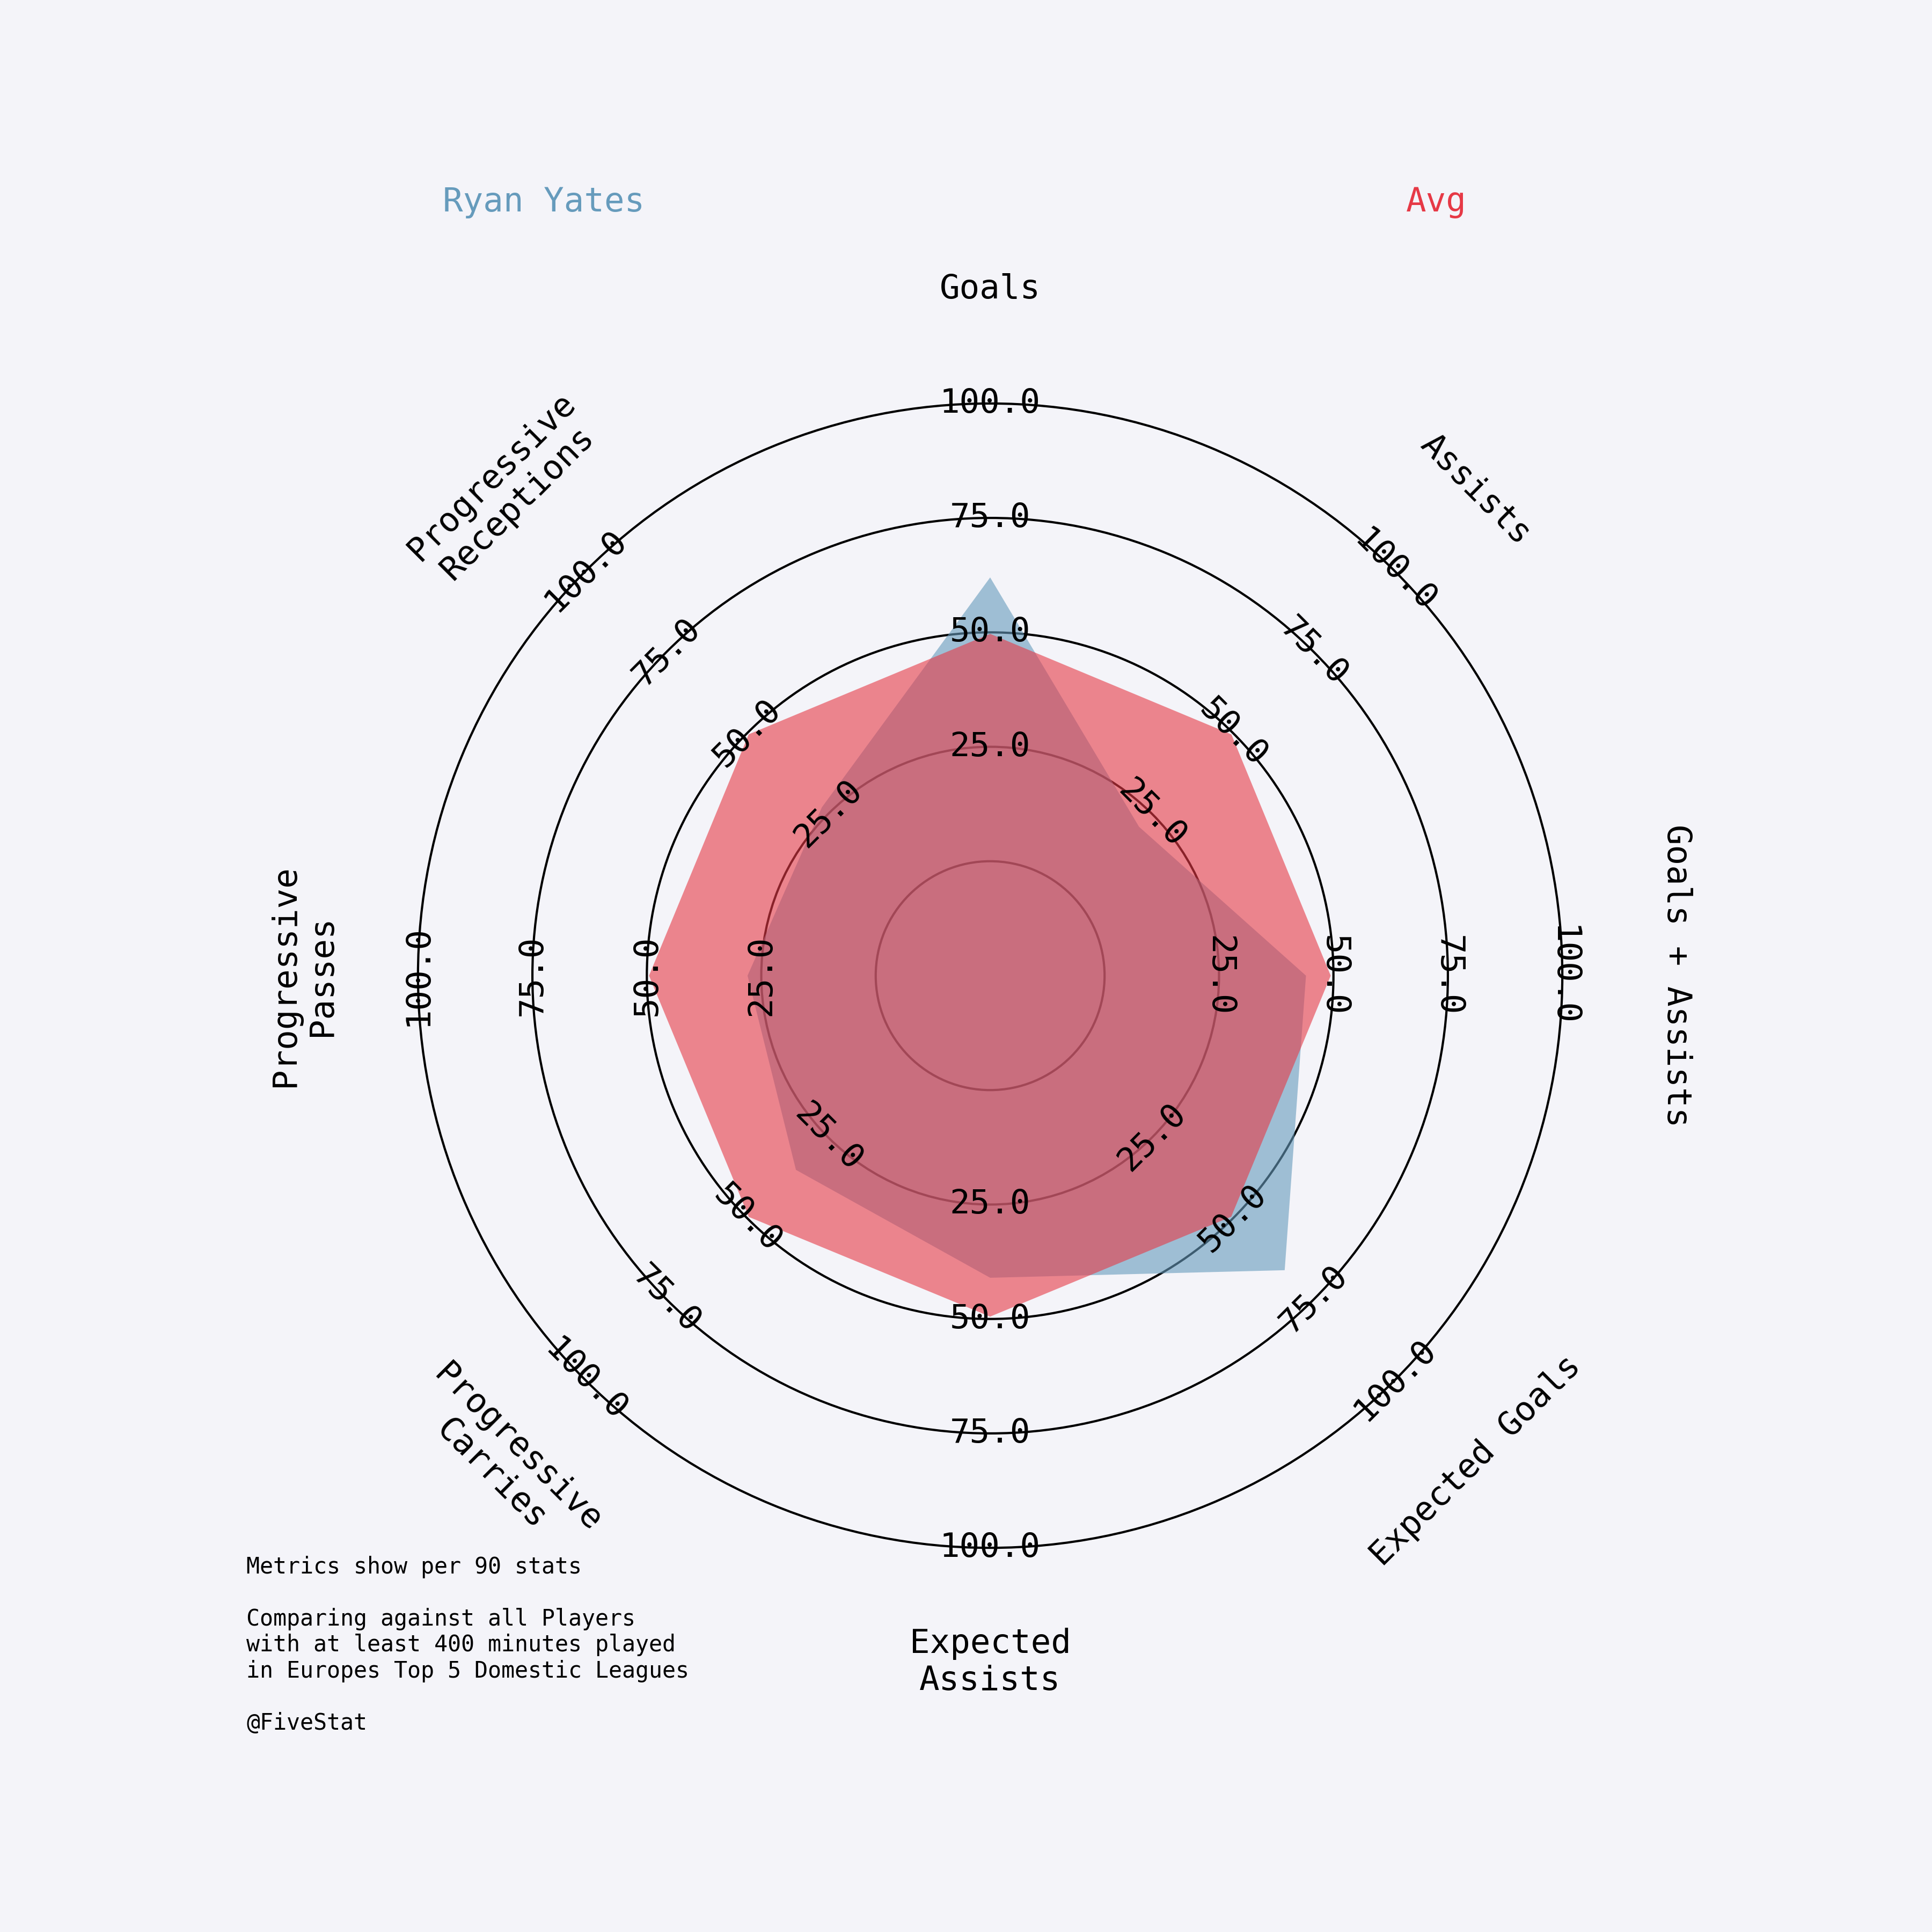 Ryan Yates
Avg
Goals
Assists
Goals + Assists
Expected Goals
Expected
Assists
Progressive
Carries
Progressive
Passes
Progressive
Receptions
100.0
75.0
50.0
25.0
100.0
75.0
50.0
25.0
100.0
75.0
50.0
25.0
100.0
75.0
50.0
25.0
100.0
75.0
50.0
25.0
100.0
75.0
50.0
25.0
100.0
75.0
50.0
25.0
100.0
75.0
50.0
25.0
Metrics show per 90 stats
Comparing against all Players
with at least 400 minutes played
in Europes Top 5 Domestic Leagues
@FiveStat